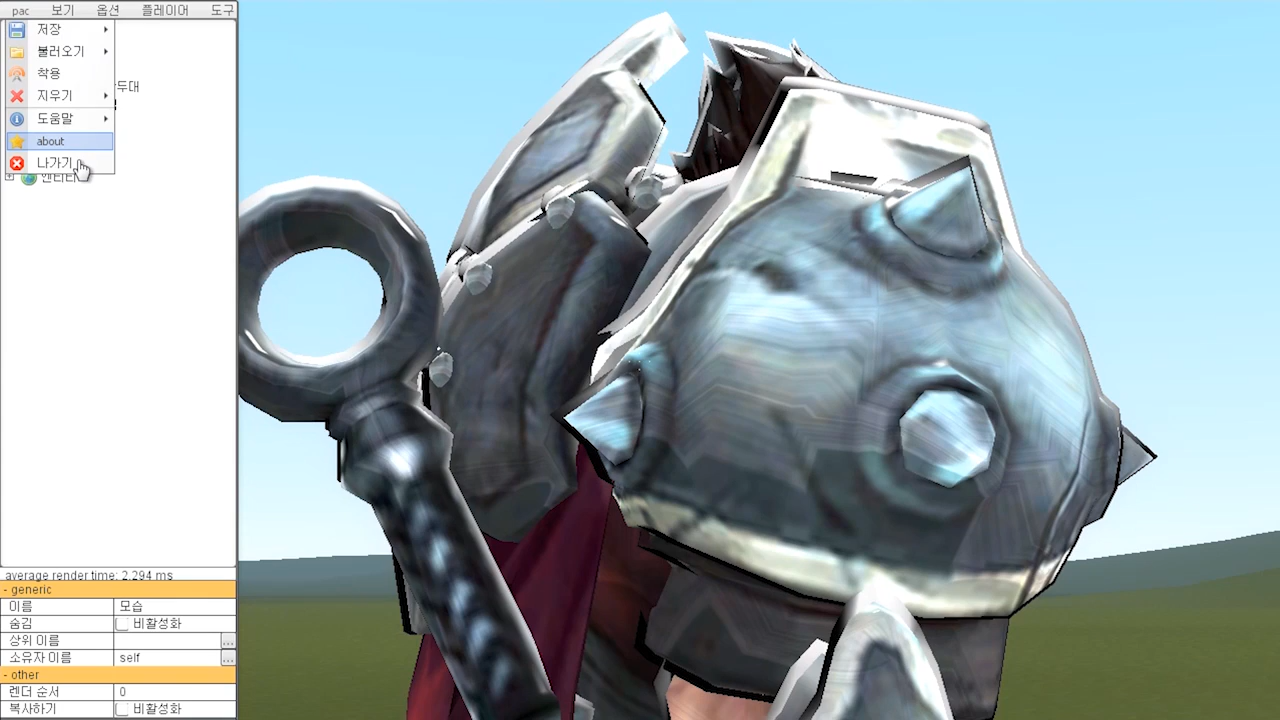 pac 보기 옵션 플레이어 도구
저장
불러오기
착용
지우기
도움말
about
나가기
두대
엔티티
average render time: 2.294 ms
- generic
이름 모습
숨김 비활성화
상위 이름 ...
소유자 이름 self ...
- other
렌더 순서 0
복사하기 비활성화